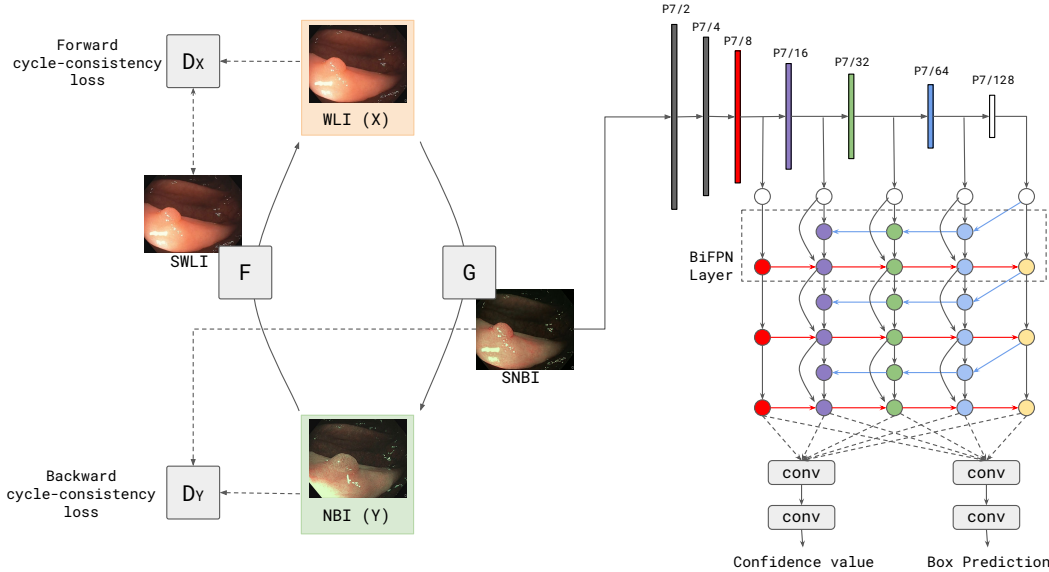 Forward
cycle-consistency
loss
DX
WLI (X)
SWLI
F
G
SNBI
Backward
cycle-consistency
loss
DY
NBI (Y)
P7/2
P7/4
P7/8
P7/16
P7/32
P7/64
P7/128
BiFPN
Layer
conv
conv
conv
conv
Confidence value
Box Prediction